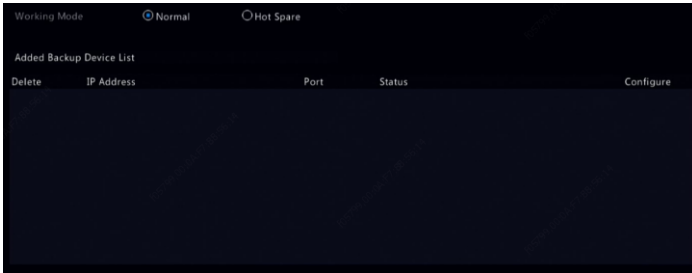 Working Mode Normal Hot Spare
Added Backup Device List
Delete IP Address Port Status Configure